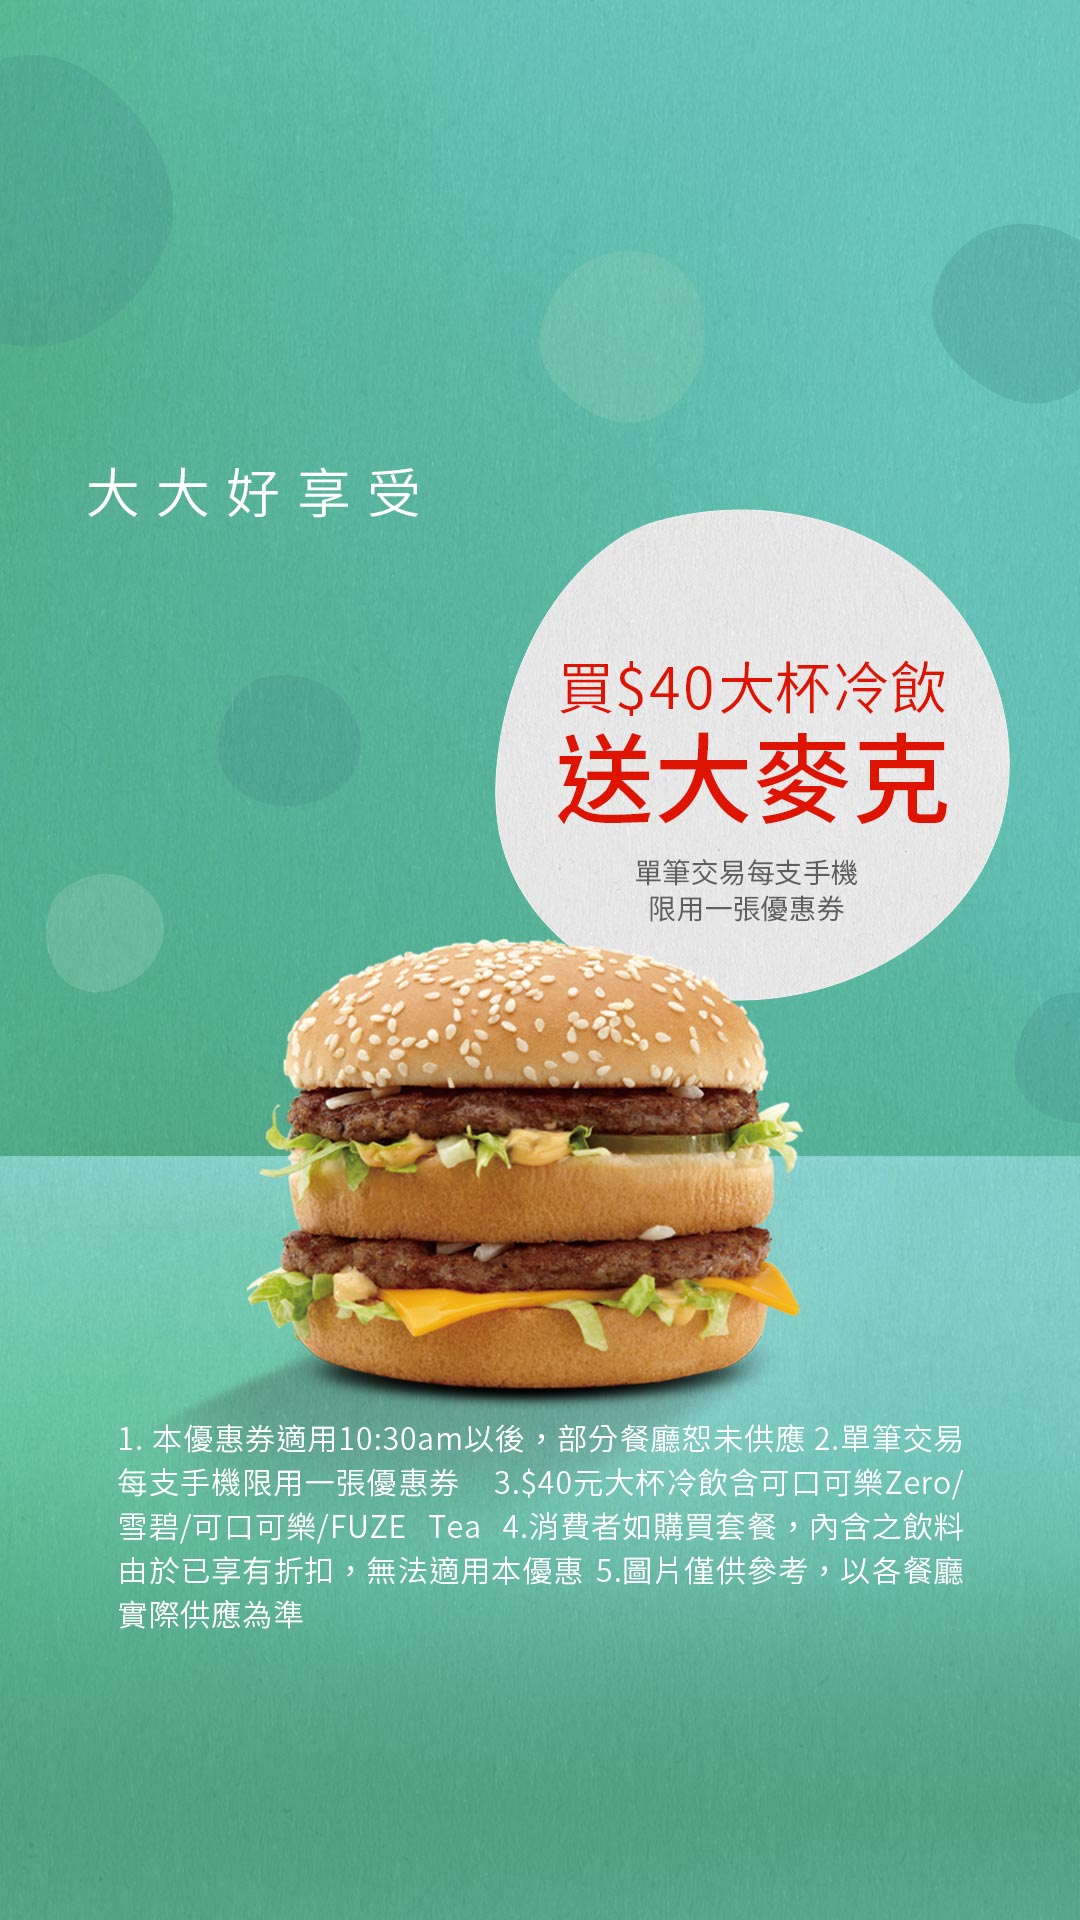 大大好享受
買$40大杯冷飲
送大麥克
單筆交易每支手機
限用一張優惠券
1. 本優惠券適用10:30am以後，部分餐廳恕未供應 2.單筆交易
每支手機限用一張優惠券 3.$40元大杯冷飲含可口可樂Zero/
雪碧/可口可樂/FUZE Tea 4.消費者如購買套餐，內含之飲料
由於已享有折扣，無法適用本優惠 5.圖片僅供參考，以各餐廳
實際供應為準